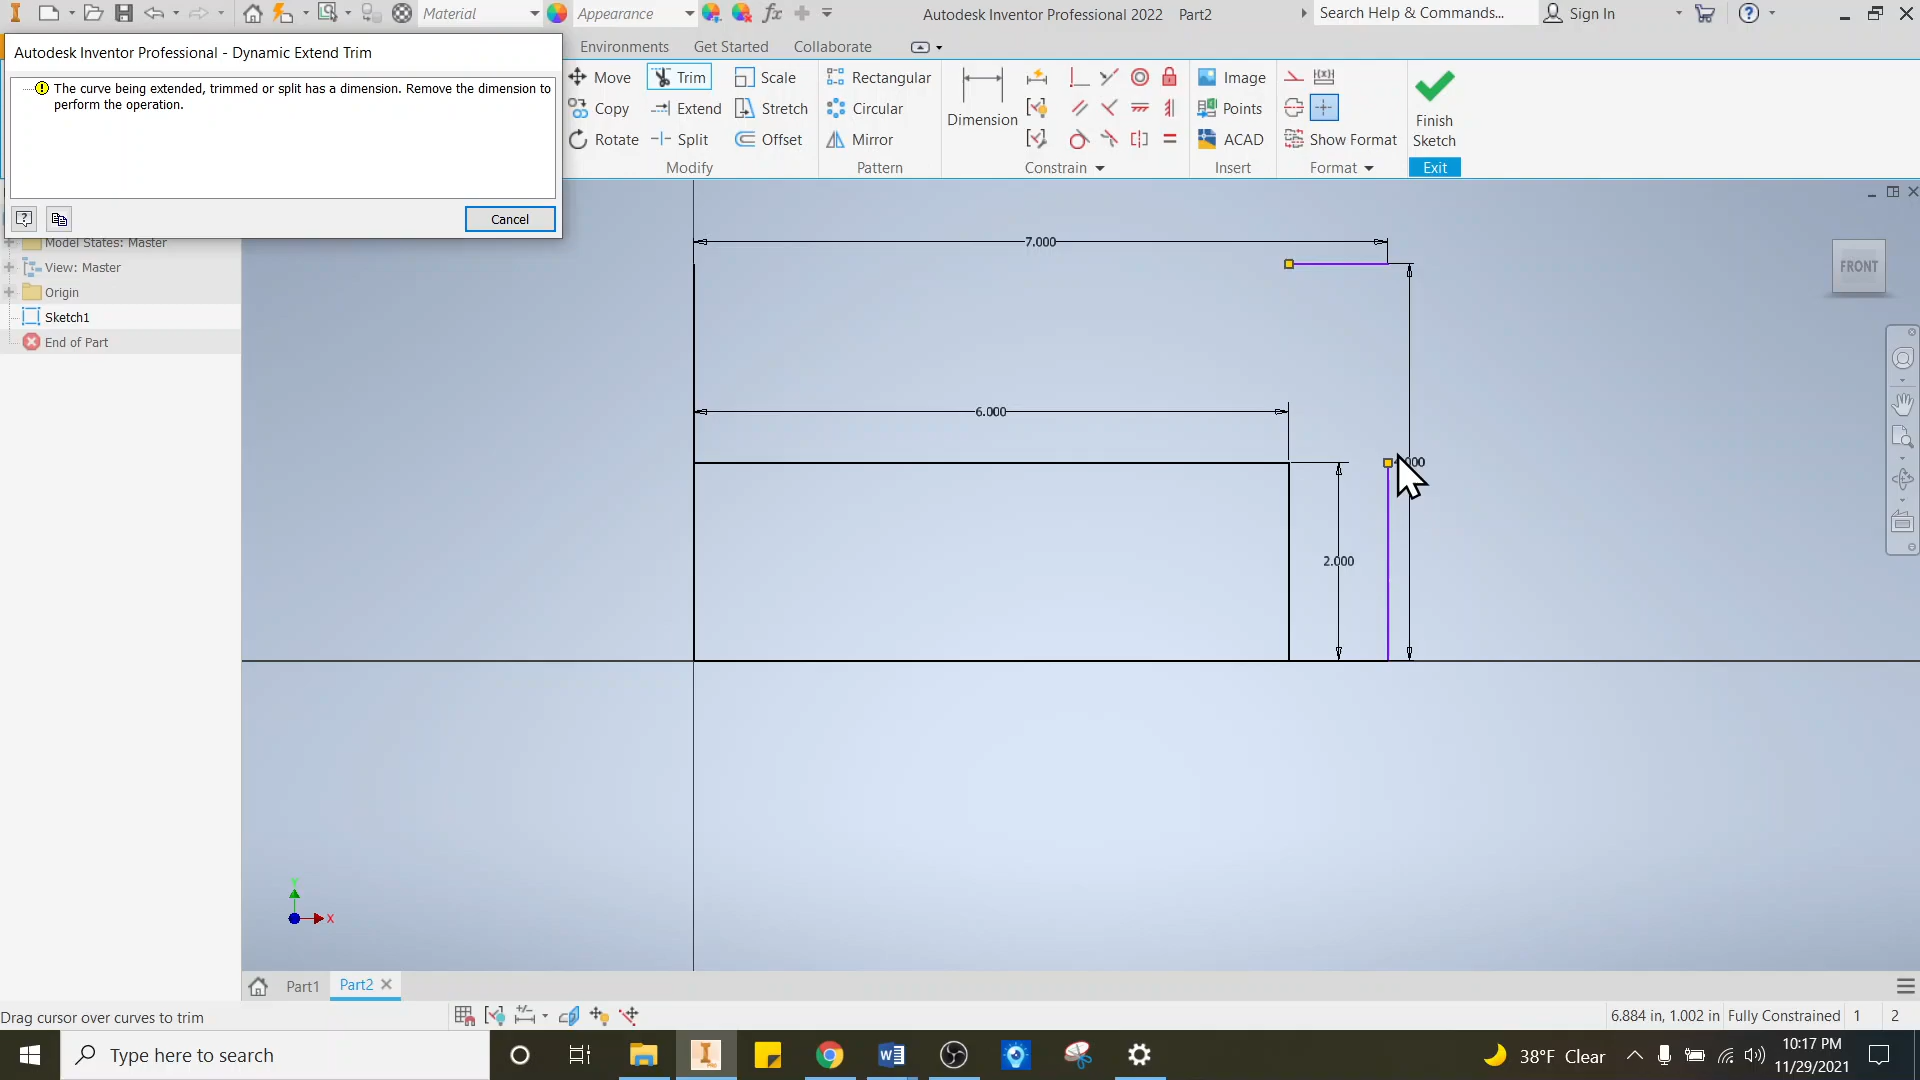 Material
Appearance
Autodesk Inventor Professional 2022 Part2
Search Help & Commands...
Sign In
Autodesk Inventor Professional - Dynamic Extend Trim
Environments
Get Started
Collaborate
The curve being extended, trimmed or split has a dimension. Remove the dimension to
perform the operation.
Cancel
Move
Trim
Scale
Copy
Extend
Stretch
Rotate
Split
Offset
Modify
Rectangular
Circular
Mirror
Pattern
Dimension
Constrain
Image
Points
ACAD
Insert
Show Format
Format
Finish
Sketch
Exit
Model States: Master
View: Master
Origin
Sketch1
End of Part
7.000
FRONT
6.000
2.000
Y
X
Part1
Part2
Drag cursor over curves to trim
6.884 in, 1.002 in Fully Constrained 1 2
Type here to search
38°F Clear
10:17 PM
11/29/2021